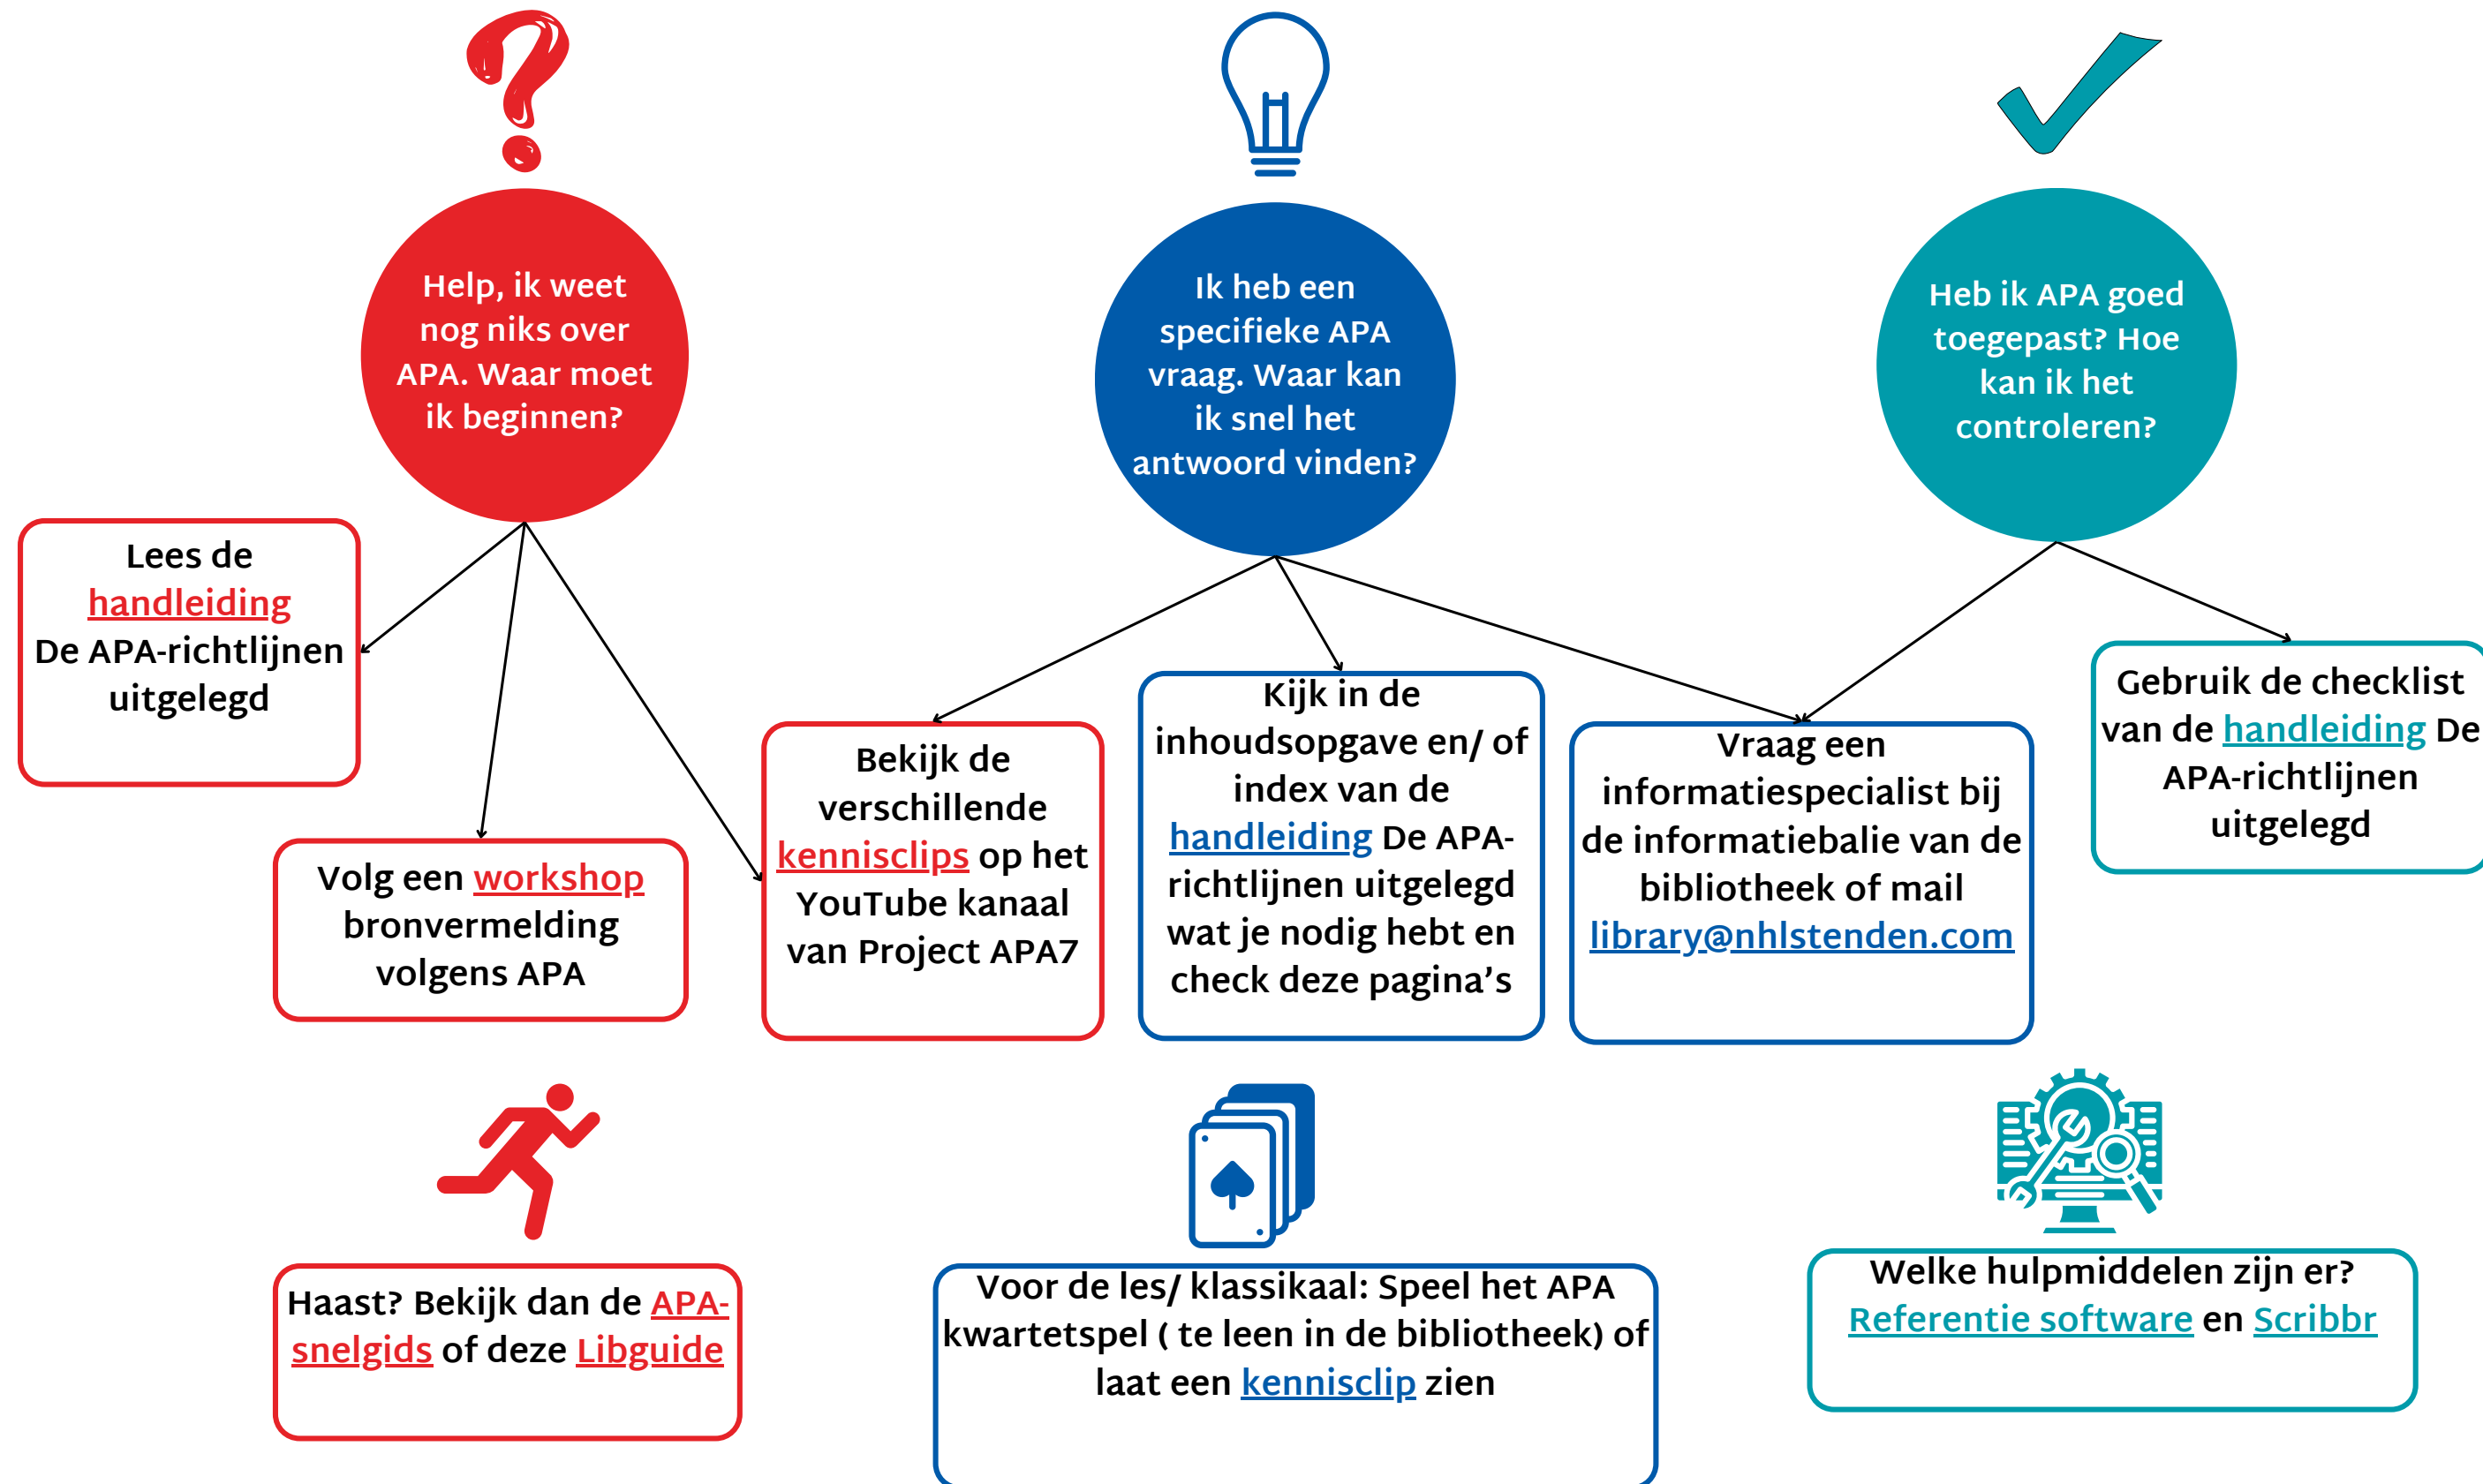 Help, ik weet
nog niks over
APA. Waar moet
ik beginnen?
Ik heb een
specifieke APA
vraag. Waar kan
ik snel het
antwoord vinden?
Heb ik APA goed
toegepast? Hoe
kan ik het
controleren?
Lees de
handleiding
De APA-richtlijnen
uitgelegd
Volg een workshop
bronvermelding
volgens APA
Bekijk de
verschillende
kennisclips op het
YouTube kanaal
van Project APA7
Kijk in de
inhoudsopgave en/ of
index van de
handleiding De APA-
richtlijnen uitgelegd
wat je nodig hebt en
check deze pagina’s
Vraag een
informatiespecialist bij
de informatiebalie van de
bibliotheek of mail
library@nhlstenden.com
Gebruik de checklist
van de handleiding De
APA-richtlijnen
uitgelegd
Haast? Bekijk dan de APA-
snelgids of deze Libguide
Voor de les/ klassikaal: Speel het APA
kwartetspel ( te leen in de bibliotheek) of
laat een kennisclip zien
Welke hulpmiddelen zijn er?
Referentie software en Scribbr